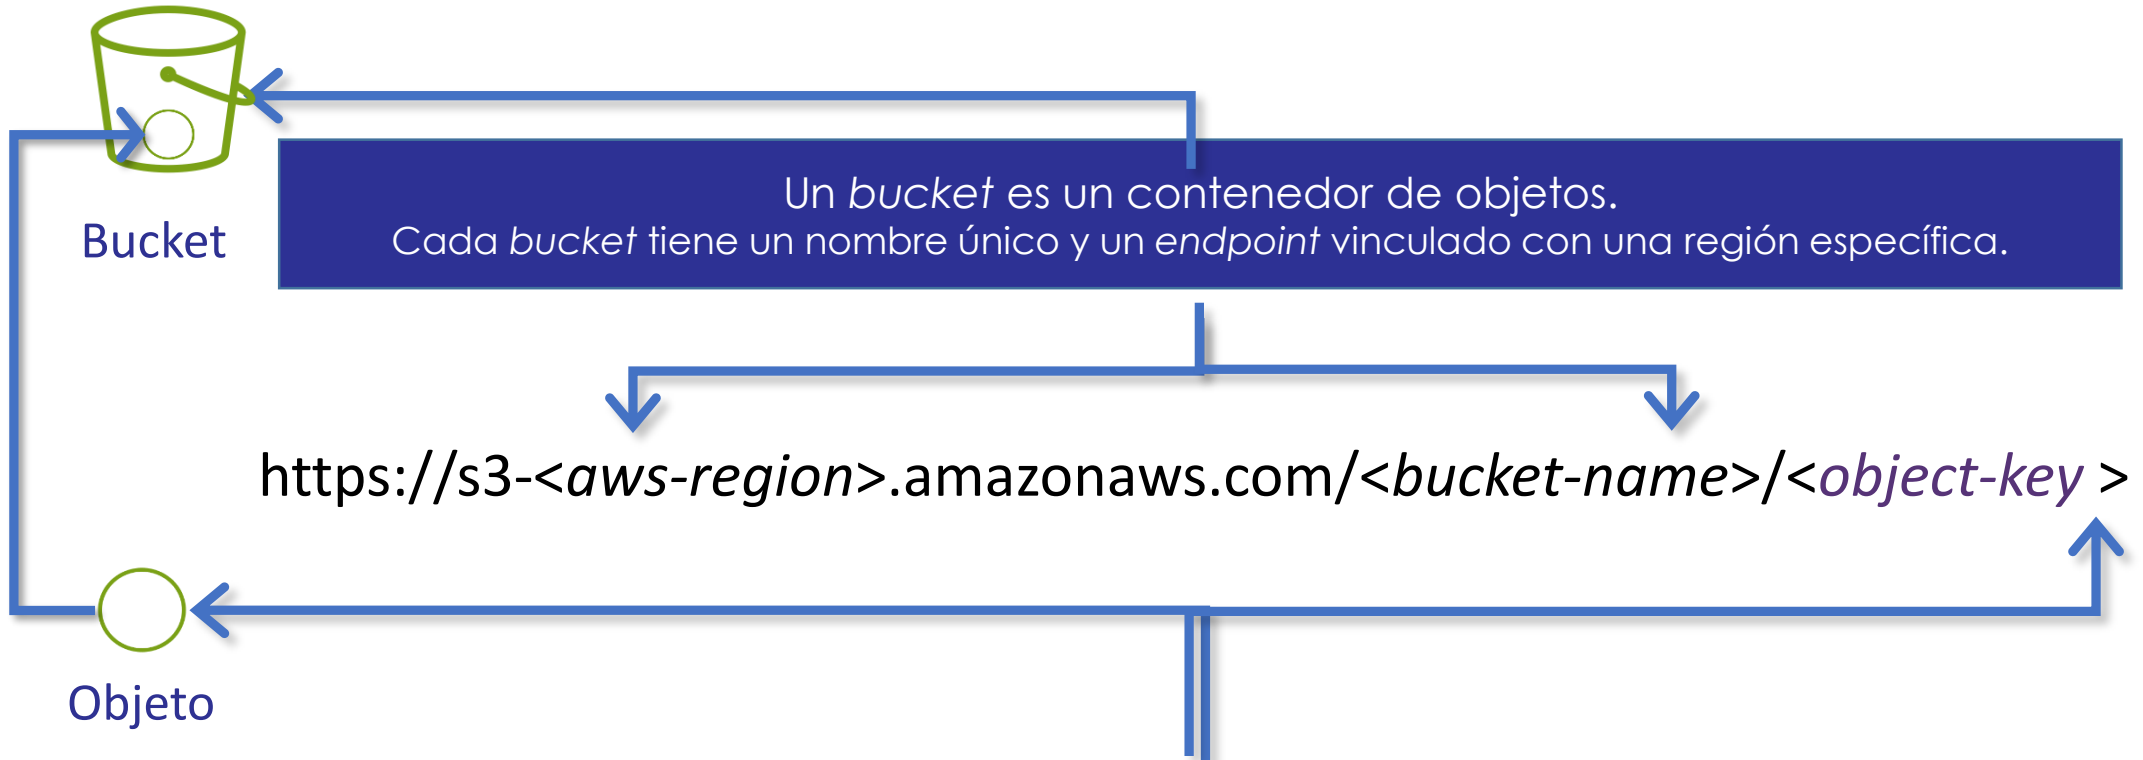 Un bucket es un contenedor de objetos.
Cada bucket tiene un nombre único y un endpoint vinculado con una región específica.
Bucket
https://s3-<aws-region>.amazonaws.com/<bucket-name>/<object-key >
Objeto